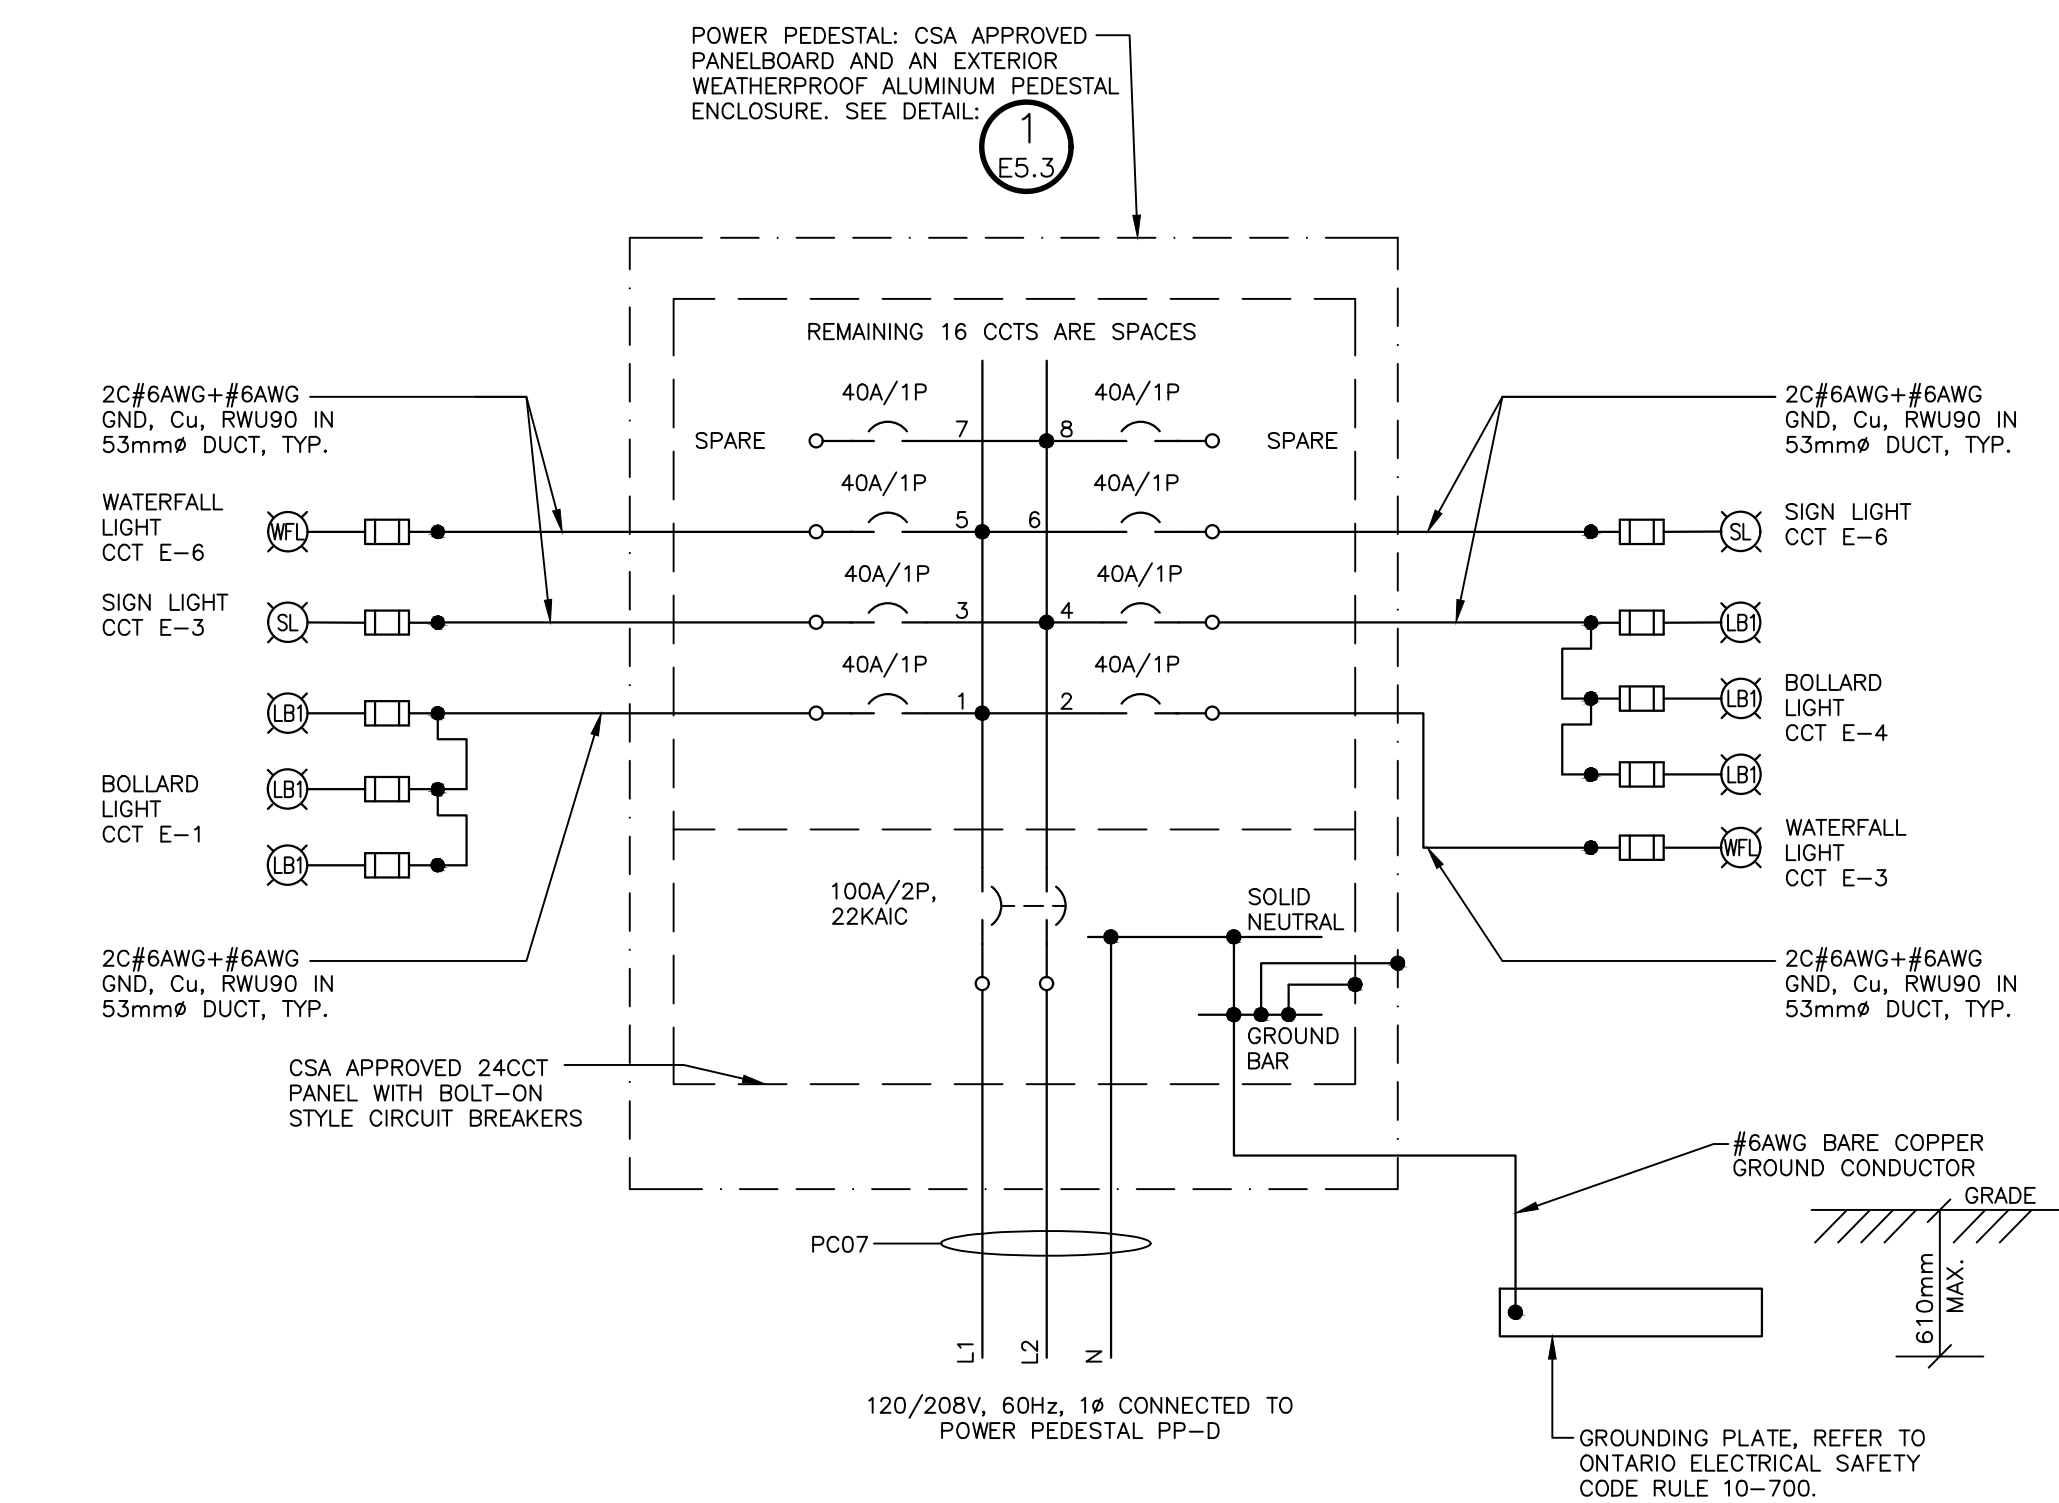 POWER PEDESTAL: CSA APPROVED
PANELBOARD AND AN EXTERIOR
WEATHERPROOF ALUMINUM PEDESTAL
ENCLOSURE. SEE DETAIL:
1
E5.3
REMAINING 16 CCTS ARE SPACES
2C#6AWG+#6AWG
GND, Cu, RWU90 IN
53mmø DUCT, TYP.
40A/1P
40A/1P
2C#6AWG+#6AWG
GND, Cu, RWU90 IN
53mmø DUCT, TYP.
SPARE
7
8
SPARE
40A/1P
40A/1P
WATERFALL
LIGHT
CCT E-6
WFL
5
6
SL
SIGN LIGHT
CCT E-6
40A/1P
40A/1P
SIGN LIGHT
CCT E-3
SL
3
4
LB1
40A/1P
40A/1P
LB1
1
2
LB1
BOLLARD
LIGHT
CCT E-4
LB1
LB1
BOLLARD
LIGHT
CCT E-1
LB1
WFL
WATERFALL
LIGHT
CCT E-3
100A/2P,
22KAIC
SOLID
NEUTRAL
2C#6AWG+#6AWG
GND, Cu, RWU90 IN
53mmø DUCT, TYP.
2C#6AWG+#6AWG
GND, Cu, RWU90 IN
53mmø DUCT, TYP.
GROUND
BAR
CSA APPROVED 24CCT
PANEL WITH BOLT-ON
STYLE CIRCUIT BREAKERS
#6AWG BARE COPPER
GROUND CONDUCTOR
GRADE
PC07
610mm
MAX.
L1
L2
N
120/208V, 60Hz, 1ø CONNECTED TO
POWER PEDESTAL PP-D
GROUNDING PLATE, REFER TO
ONTARIO ELECTRICAL SAFETY
CODE RULE 10-700.